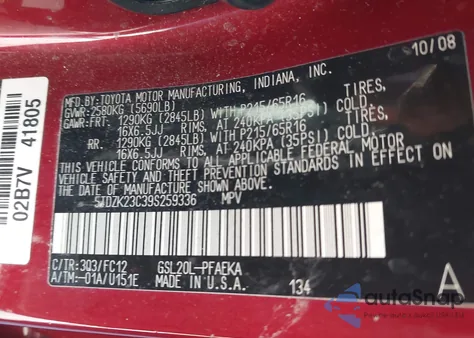 10/08
MFD.BY:TOYOTA MOTOR MANUFACTURING, INDIANA, INC.
GVWR:2580KG (5690LB)
GAWR:FRT: 1290KG (2845LB) WITH P215/65R16 TIRES,
16X6.5JJ RIMS, AT 240KPA (35PSI) COLD.
RR. 1290KG (2845LB) WITH P215/65R16 TIRES,
16X6.5JJ RIMS, AT 240KPA (35PSI) COLD.
THIS VEHICLE CONFORMS TO ALL APPLICABLE FEDERAL MOTOR
VEHICLE SAFETY AND THEFT PREVENTION STANDARDS IN
EFFECT ON THE DATE OF MANUFACTURE SHOWN ABOVE.
5TDZK23C39S259336 MPV
C/TR:3Q3/FC12 GSL20L-PFAEKA A
A/TM:-01A/U151E MADE IN U.S.A. 134
02B7V 41805
autoSnap